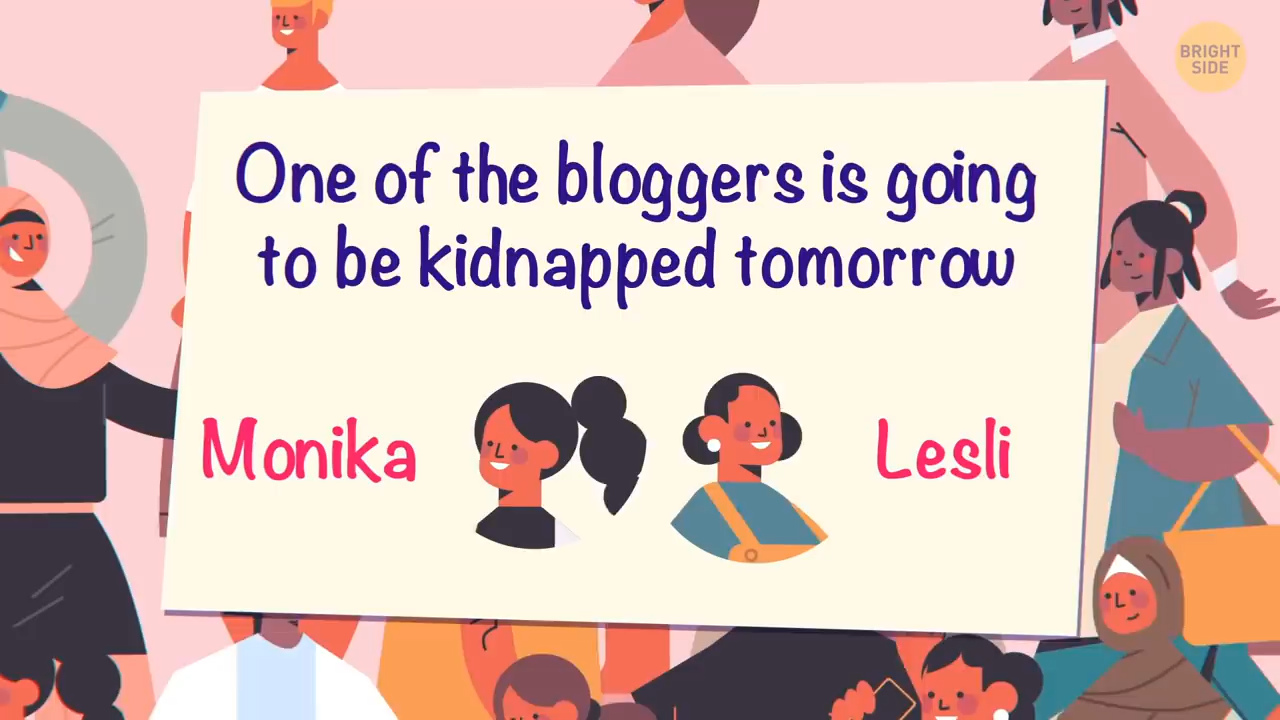 BRIGHT
SIDE
One of the bloggers is going
to be kidnapped tomorrow
Monika
Lesli